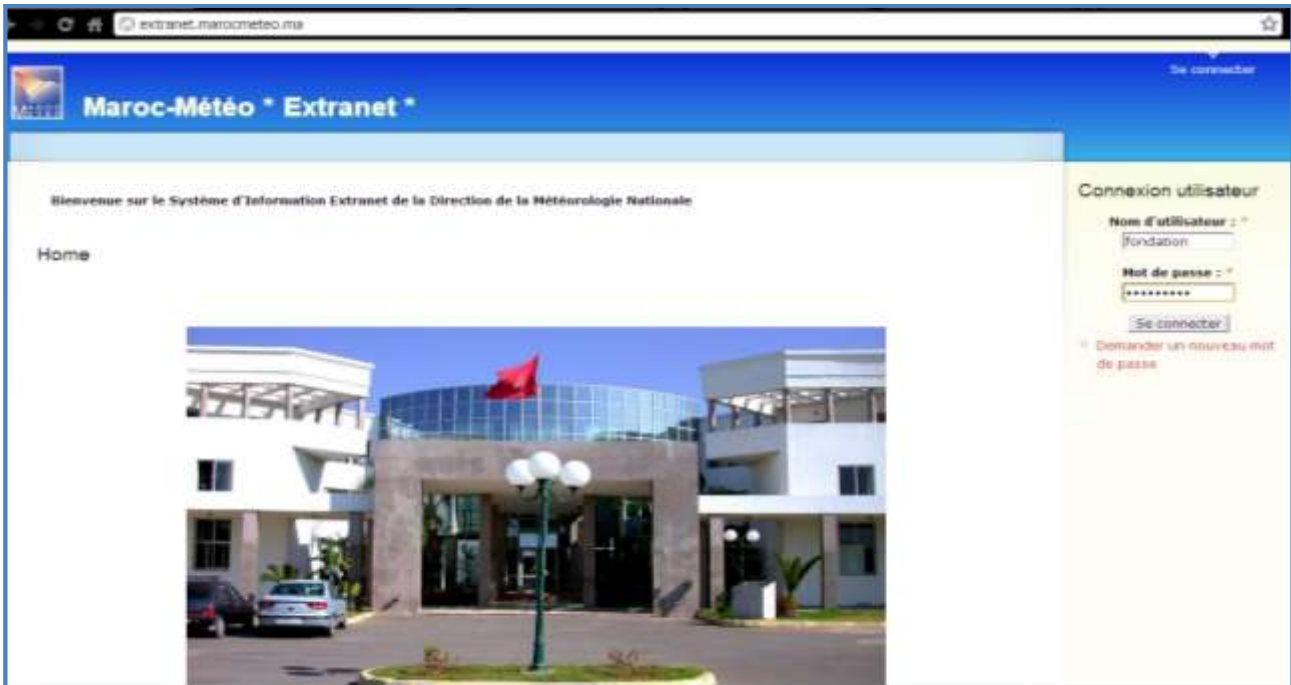 extranet.marocmeteo.ma
Se connecter
Maroc-Météo * Extranet *
Bienvenue sur le Système d'Information Extranet de la Direction de la Météorologie Nationale
Home
Connexion utilisateur
Nom d'utilisateur : *
fondation
Mot de passe : *
•••••••••
Se connecter
Demander un nouveau mot
de passe